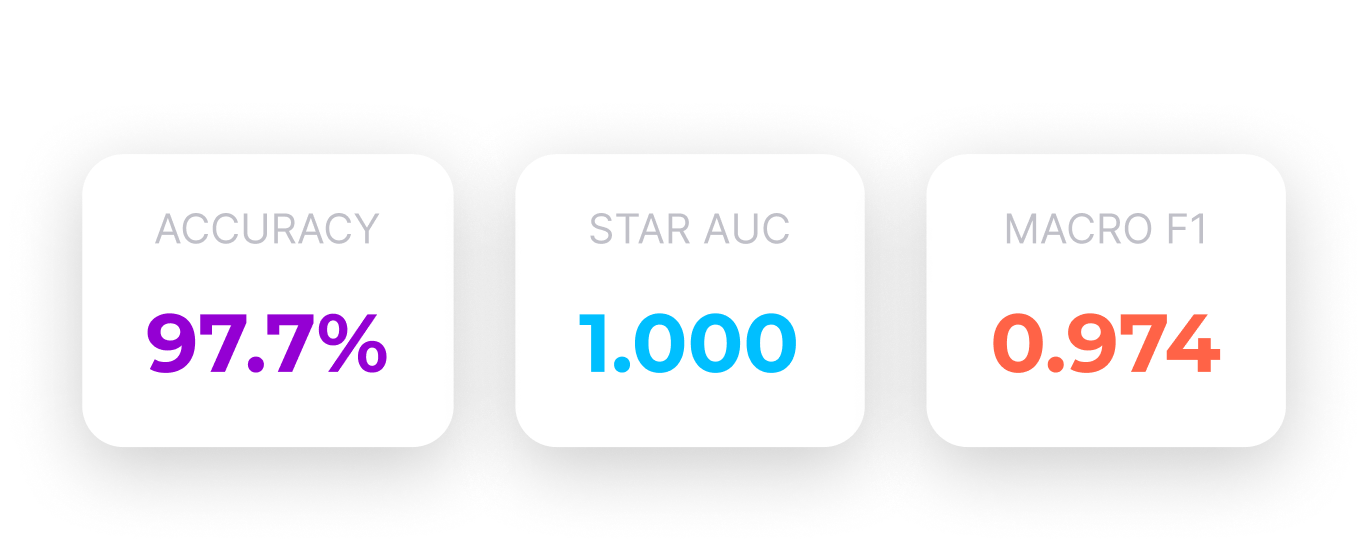 ACCURACY
97.7%
STAR AUC
1.000
MACRO F1
0.974